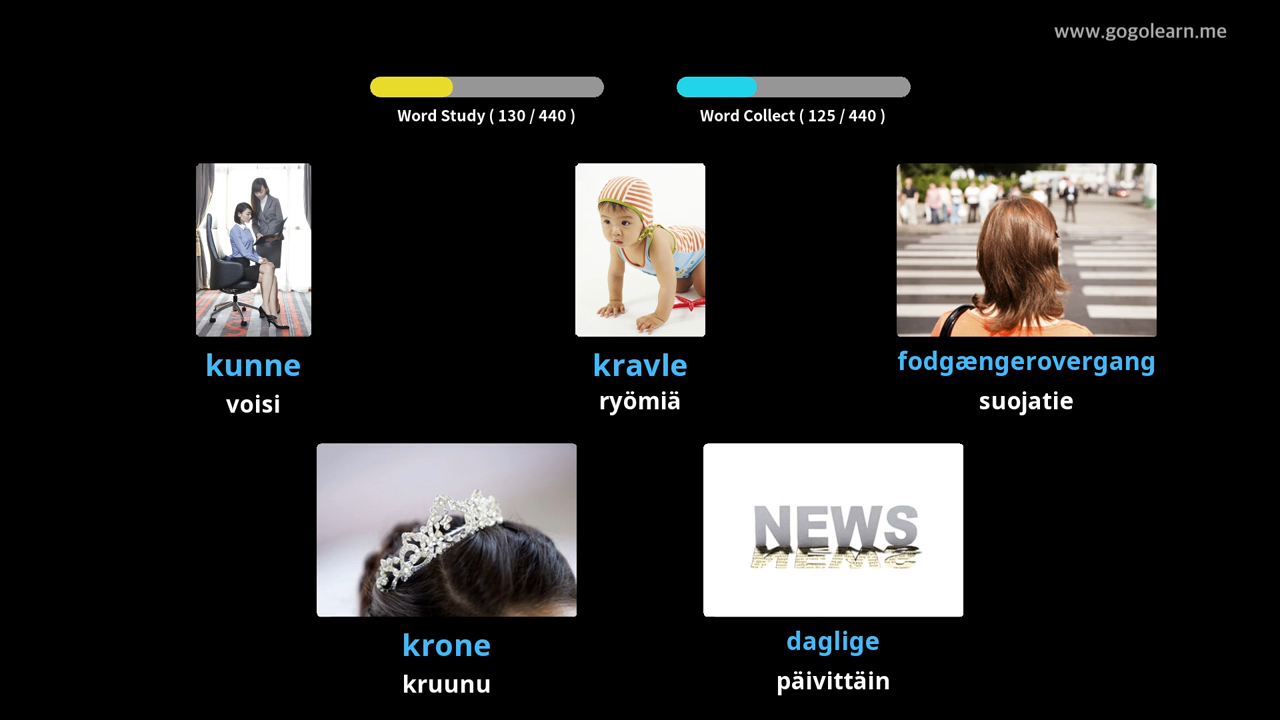 www.gogolearn.me
Word Study ( 130 / 440 )
Word Collect ( 125 / 440 )
kunne
voisi
kravle
ryömiä
fodgængerovergang
suojatie
krone
kruunu
NEWS
daglige
päivittäin